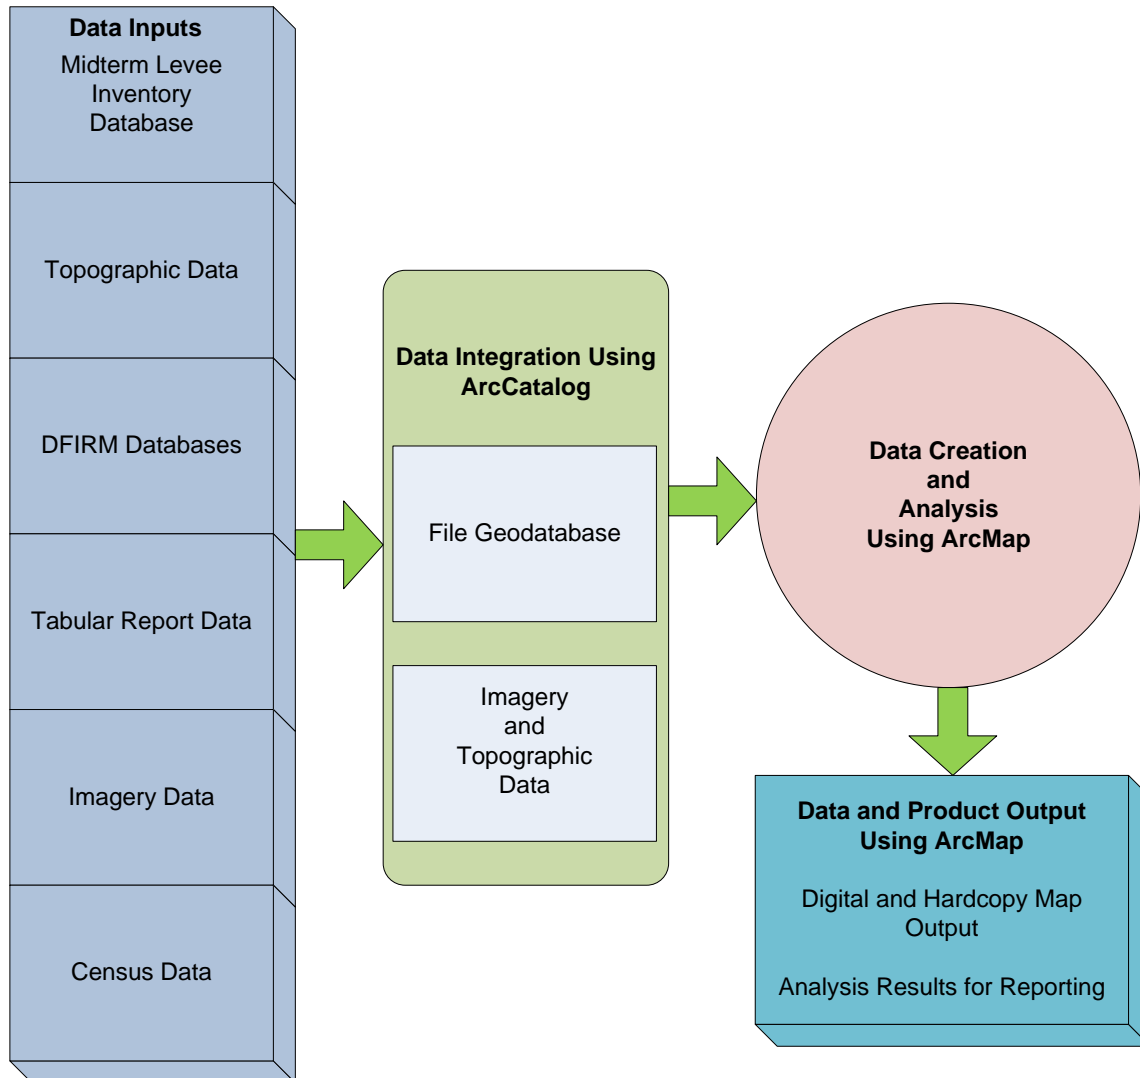 Data Inputs
Midterm Levee
Inventory
Database
Topographic Data
DFIRM Databases
Tabular Report Data
Imagery Data
Census Data
Data Integration Using
ArcCatalog
File Geodatabase
Imagery
and
Topographic
Data
Data Creation
and
Analysis
Using ArcMap
Data and Product Output
Using ArcMap
Digital and Hardcopy Map
Output
Analysis Results for Reporting